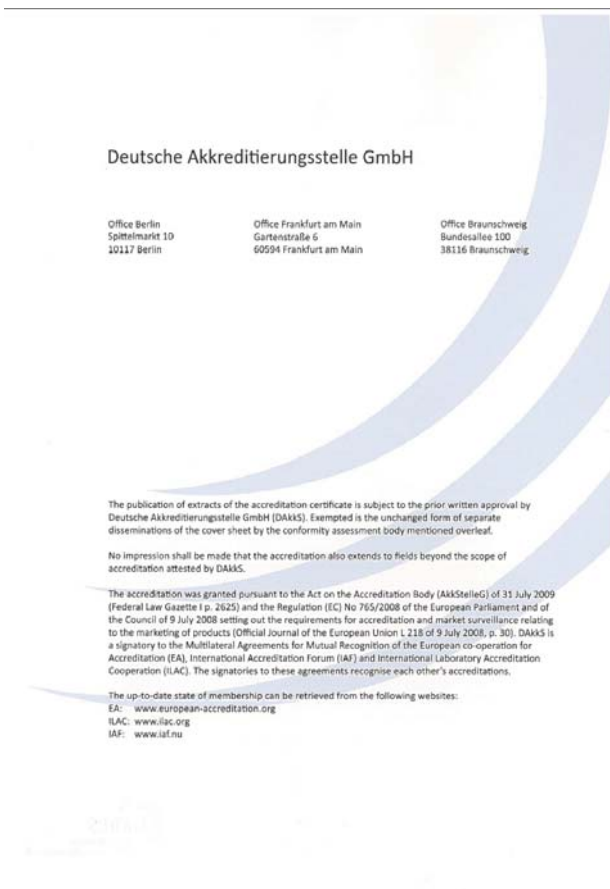 Deutsche Akkreditierungsstelle GmbH
Office Berlin
Spittelmarkt 10
10117 Berlin
Office Frankfurt am Main
Gartenstraße 6
60594 Frankfurt am Main
Office Braunschweig
Bundesallee 100
38116 Braunschweig
The publication of extracts of the accreditation certificate is subject to the prior written approval by
Deutsche Akkreditierungsstelle GmbH (DAkkS). Exempted is the unchanged form of separate
disseminations of the cover sheet by the conformity assessment body mentioned overleaf.
No impression shall be made that the accreditation also extends to fields beyond the scope of
accreditation attested by DAkkS.
The accreditation was granted pursuant to the Act on the Accreditation Body (AkkStelleG) of 31 July 2009
(Federal Law Gazette I p. 2625) and the Regulation (EC) No 765/2008 of the European Parliament and of
the Council of 9 July 2008 setting out the requirements for accreditation and market surveillance relating
to the marketing of products (Official Journal of the European Union L 218 of 9 July 2008, p. 30). DAkkS is
a signatory to the Multilateral Agreements for Mutual Recognition of the European co-operation for
Accreditation (EA), International Accreditation Forum (IAF) and International Laboratory Accreditation
Cooperation (ILAC). The signatories to these agreements recognise each other's accreditations.
The up-to-date state of membership can be retrieved from the following websites:
EA: www.european-accreditation.org
ILAC: www.ilac.org
IAF: www.iaf.nu